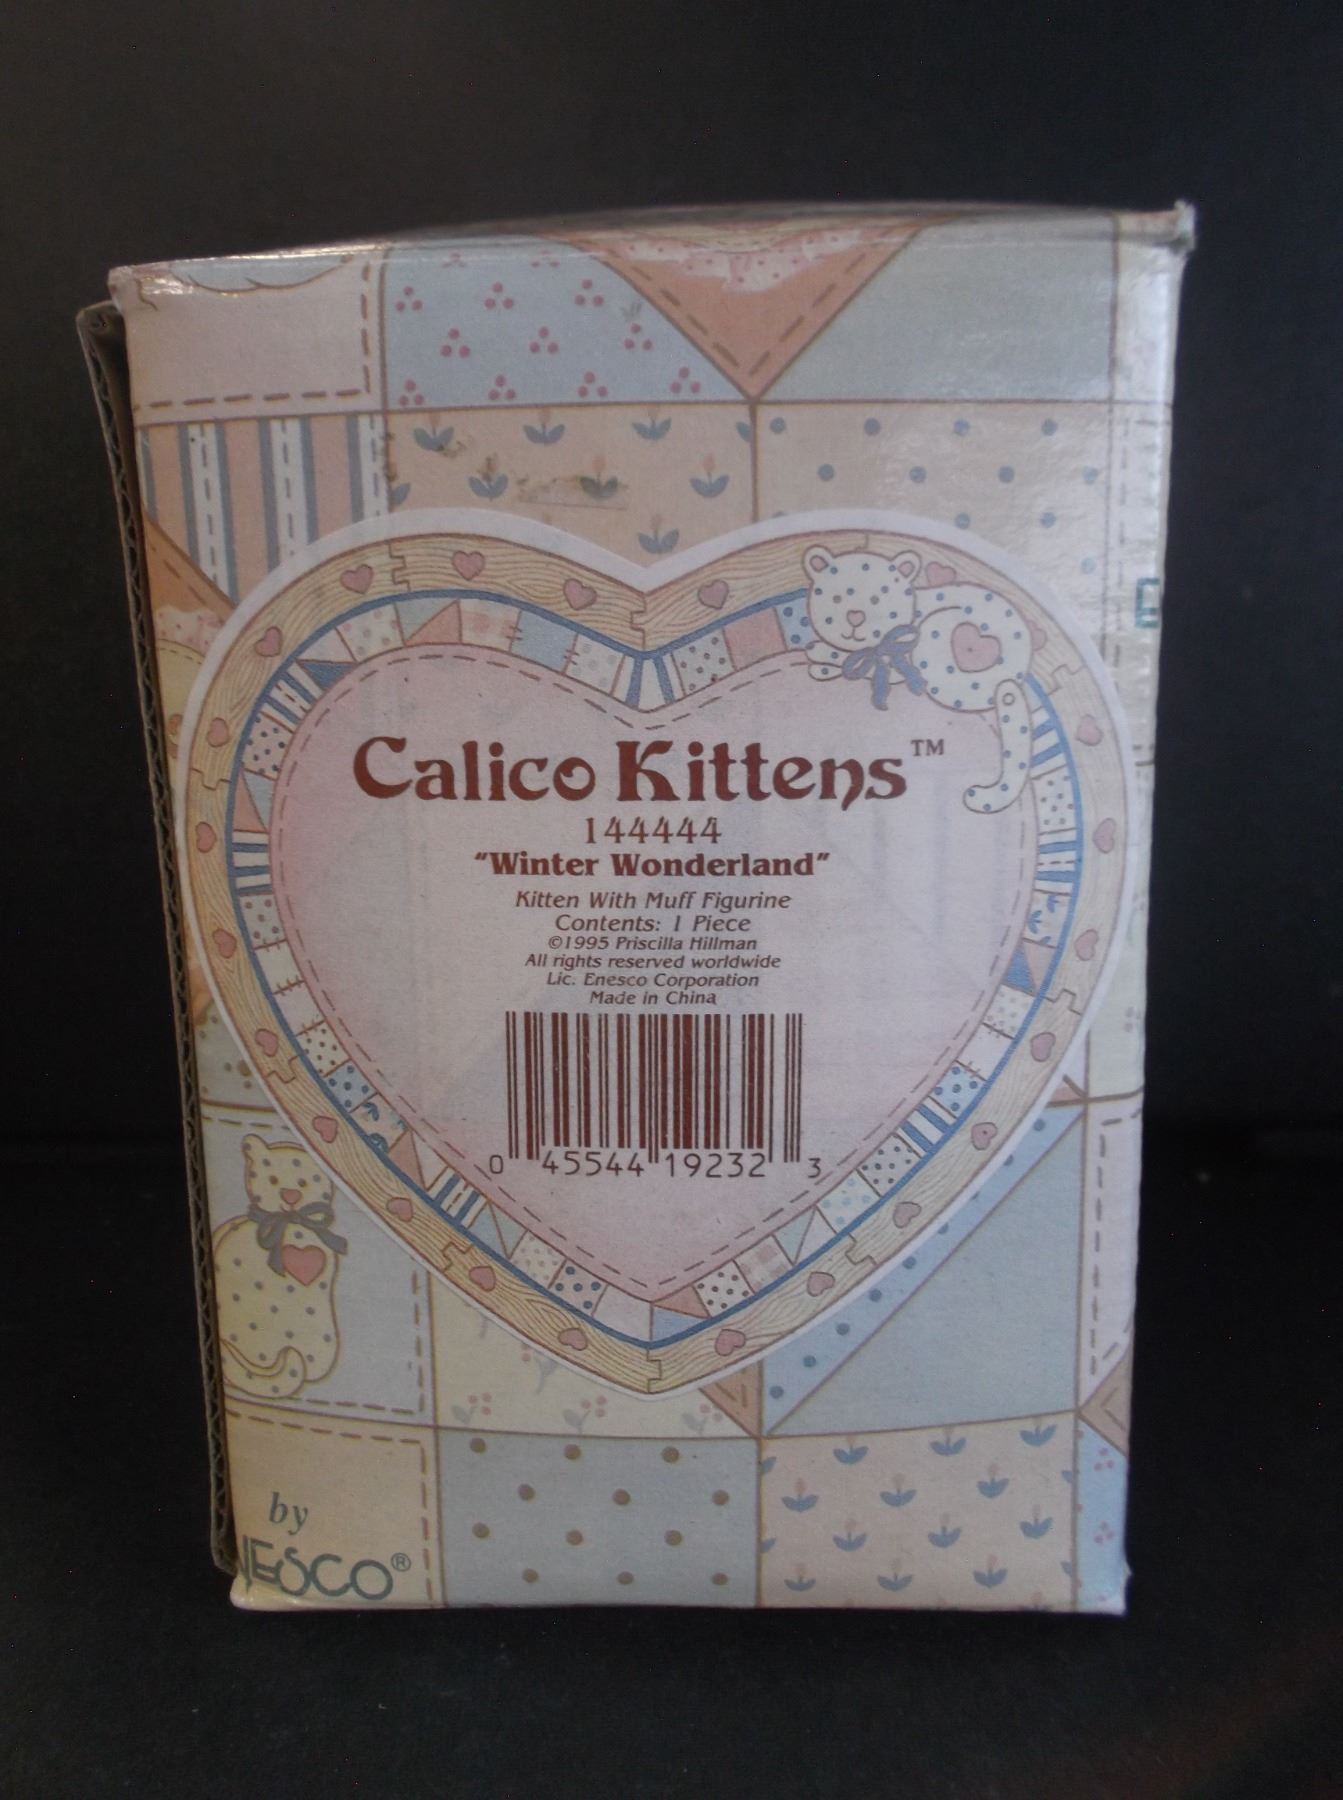 Calico Kittens™
144444
"Winter Wonderland"
Kitten With Muff Figurine
Contents: 1 Piece
©1995 Priscilla Hillman
All rights reserved worldwide
Lic. Enesco Corporation
Made in China
0 45544 19232 3
by
NESCO®